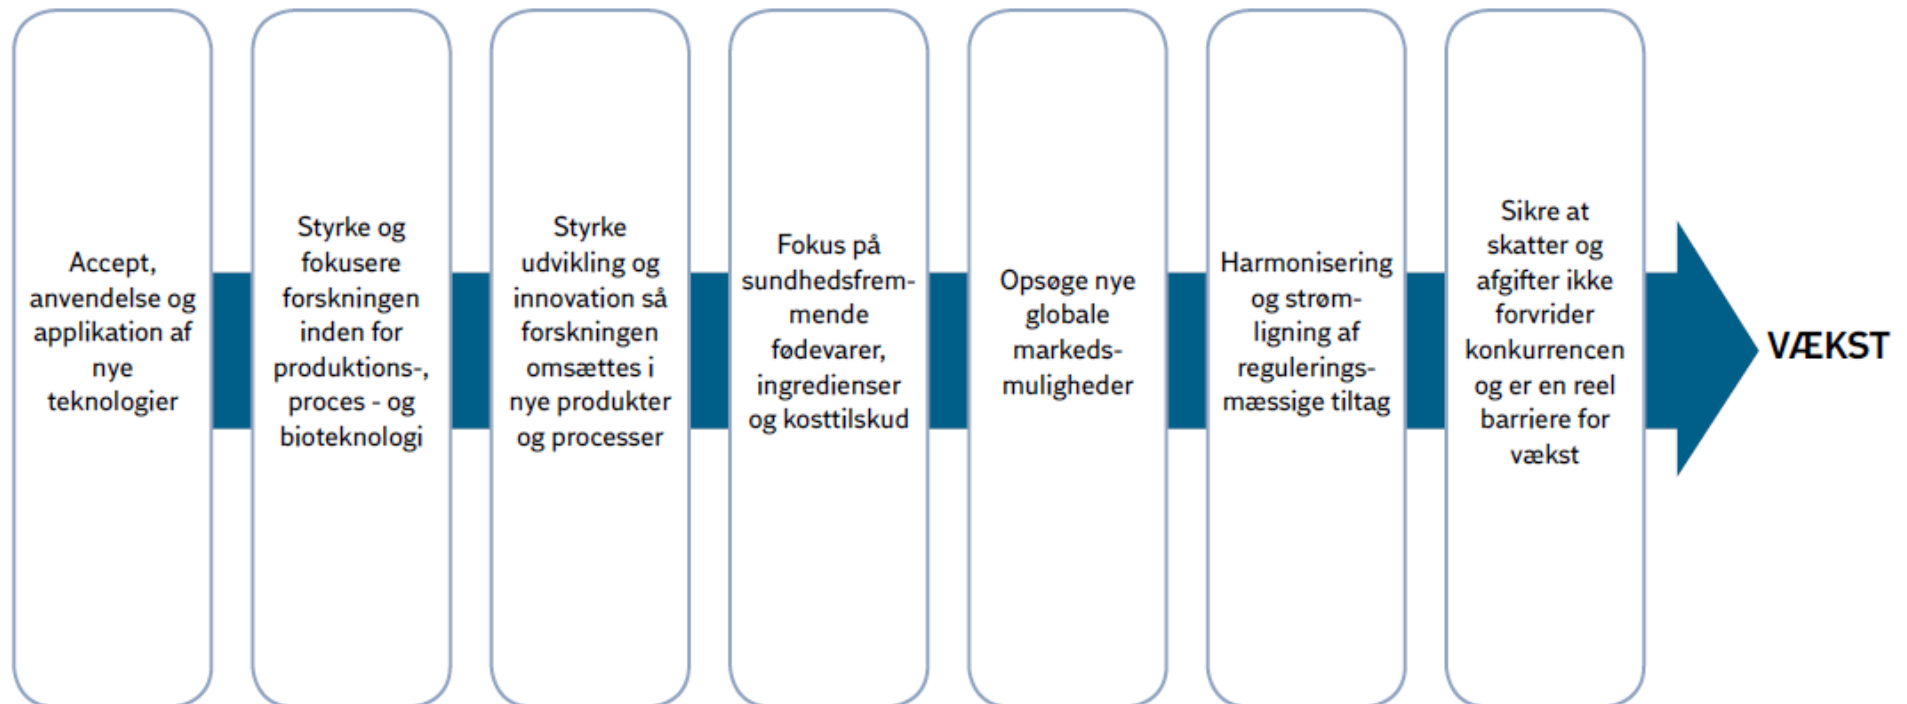 Accept,
anvendelse og
applikation af
nye
teknologier
Styrke og
fokusere
forskningen
inden for
produktions-,
proces - og
bioteknologi
Styrke
udvikling og
innovation så
forskningen
omsættes i
nye produkter
og processer
Fokus på
sundhedsfrem-
mende
fødevarer,
ingredienser
og kosttilskud
Opsøge nye
globale
markeds-
muligheder
Harmonisering
og strøm-
ligning af
regulerings-
mæssige tiltag
Sikre at
skatter og
afgifter ikke
forvrider
konkurrencen
og er en reel
barriere for
vækst
VÆKST